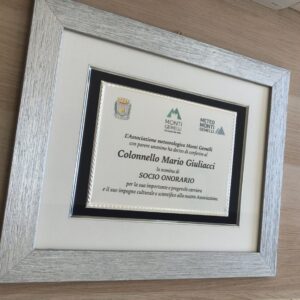 MONTI
GEMELLI
METEO
MONTI
GEMELLI
L'Associazione meteorologica Monti Gemelli
con parere unanime ha deciso di conferire al
Colonnello Mario Giuliacci
la nomina di
SOCIO ONORARIO
per la sua importante e pregevole carriera
e il suo impegno culturale e scientifico alla nostra Associazione.